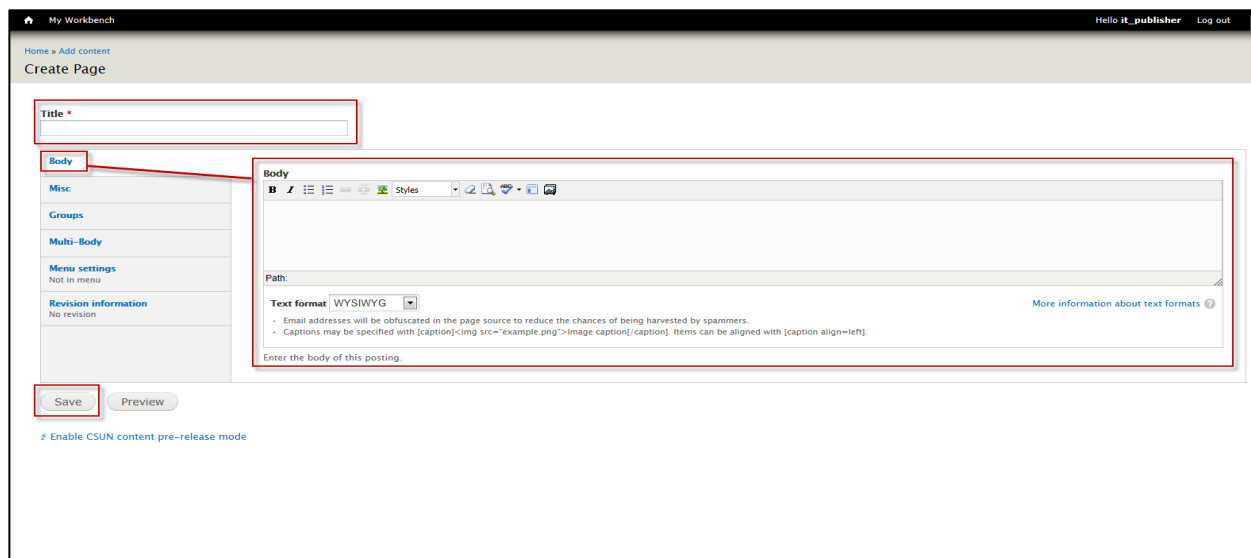 My Workbench
Hello it_publisher Log out
Home » Add content
Create Page
Title *
Body
Misc
Groups
Multi-Body
Menu settings
Not in menu
Revision information
No revision
Body
B I Styles ABC
Path:
Text format WYSIWYG
More information about text formats ?
· Email addresses will be obfuscated in the page source to reduce the chances of being harvested by spammers.
· Captions may be specified with [caption]<img src="example.png">Image caption[/caption]. Items can be aligned with [caption align=left].
Enter the body of this posting.
Save Preview
Enable CSUN content pre-release mode